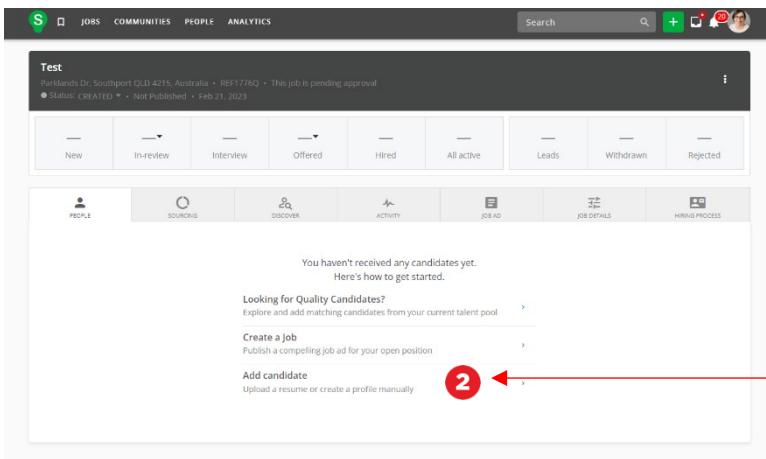 S JOBS COMMUNITIES PEOPLE ANALYTICS Search + 20
Test
Parklands Dr, Southport QLD 4215, Australia • REF1776Q • This job is pending approval
Status: CREATED • Not Published • Feb 21, 2023
New In-review Interview Offered Hired All active Leads Withdrawn Rejected
PEOPLE SOURCING DISCOVER ACTIVITY JOB AD JOB DETAILS HIRING PROCESS
You haven't received any candidates yet.
Here's how to get started.
Looking for Quality Candidates?
Explore and add matching candidates from your current talent pool
Create a Job
Publish a compelling job ad for your open position
Add candidate
2
Upload a resume or create a profile manually